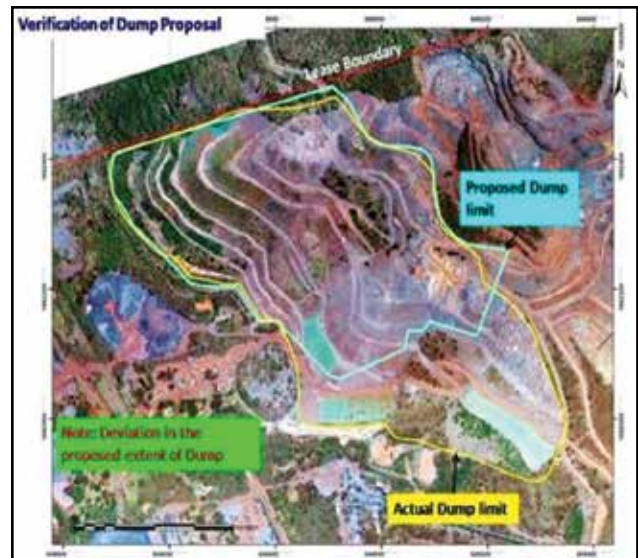 Verification of Dump Proposal
Lease Boundary
N
Proposed Dump
limit
Note: Deviation in the
proposed extent of Dump
Actual Dump limit